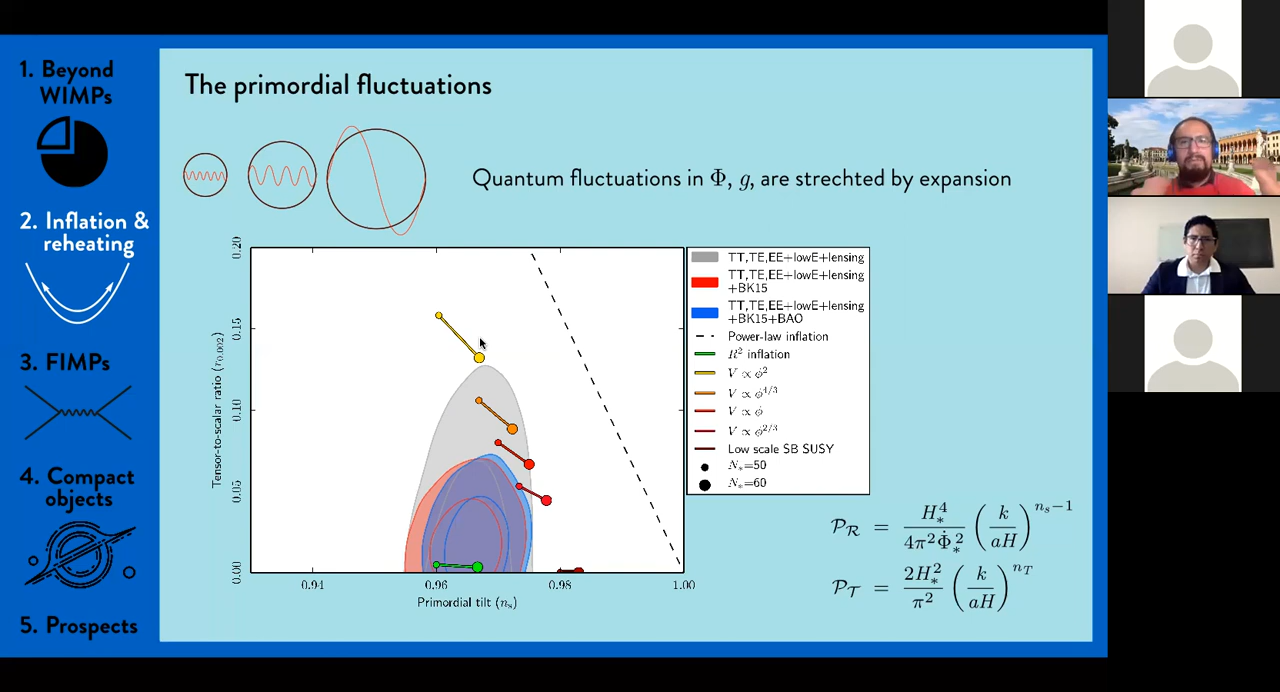 1. Beyond
WIMPs
2. Inflation &
reheating
3. FIMPs
4. Compact
objects
5. Prospects
The primordial fluctuations
Quantum fluctuations in Φ, g, are strechted by expansion
Tensor-to-scalar ratio (r0.002)
0.20
0.15
0.10
0.05
0.00
0.94
0.96
0.98
1.00
Primordial tilt (ns)
TT,TE,EE+lowE+lensing
TT,TE,EE+lowE+lensing
+BK15
TT,TE,EE+lowE+lensing
+BK15+BAO
Power-law inflation
R² inflation
V ∝ ϕ²
V ∝ ϕ^4/3
V ∝ ϕ
V ∝ ϕ^2/3
Low scale SB SUSY
N*=50
N*=60
P_R = H*^4 / 4π²Φ̇*² (k / aH)^(ns−1)
P_T = 2H*² / π² (k / aH)^(nT)